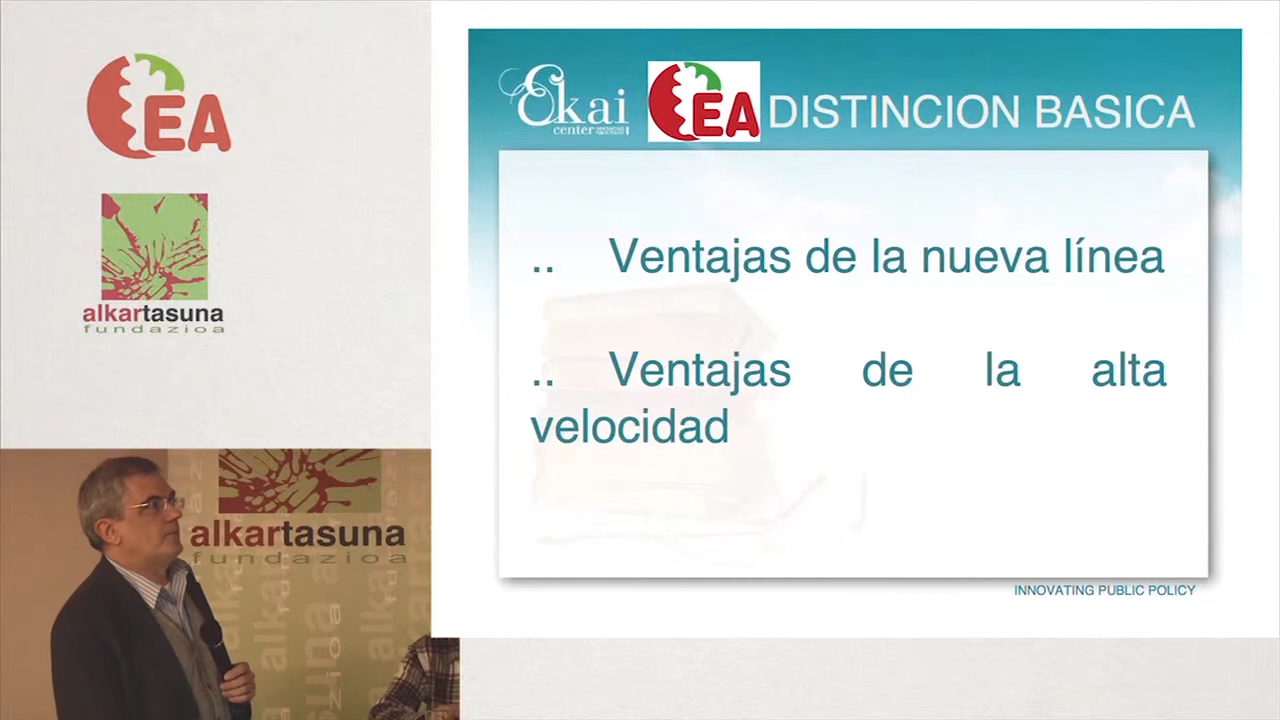 EA
alkartasuna
fundazioa
Ekai
center
EA
DISTINCION BASICA
.. Ventajas de la nueva línea
.. Ventajas de la alta
velocidad
INNOVATING PUBLIC POLICY
alkartasuna
fundazioa